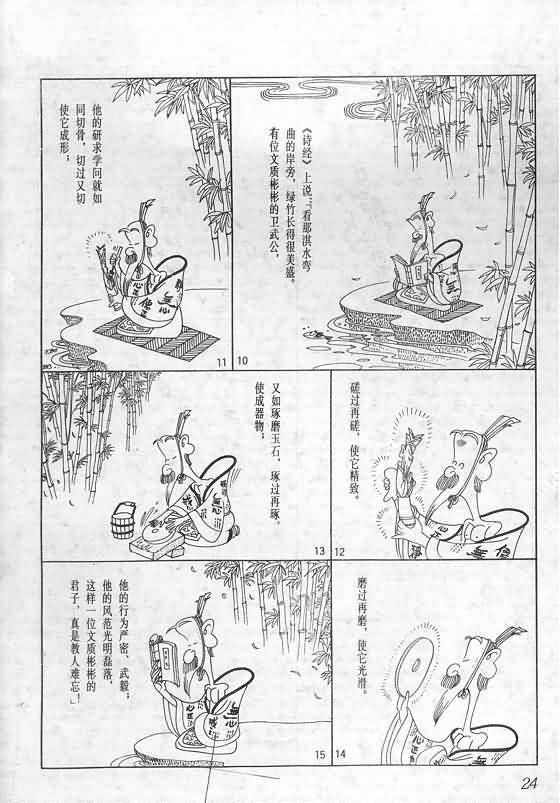 《诗经》上说:“看那淇水弯
曲的岸旁,绿竹长得很美盛。
有位文质彬彬的卫武公,
10
他的研求学问就如
同切骨,切过又切
使它成形;
11
磋过再磋,使它精致。
12
又如琢磨玉石,琢过再琢,
使成器物;
13
磨过再磨,使它光滑。
14
他的行为严密、武毅;
他的风范光明磊落,
这样一位文质彬彬的
君子,真是教人难忘!”
15
24